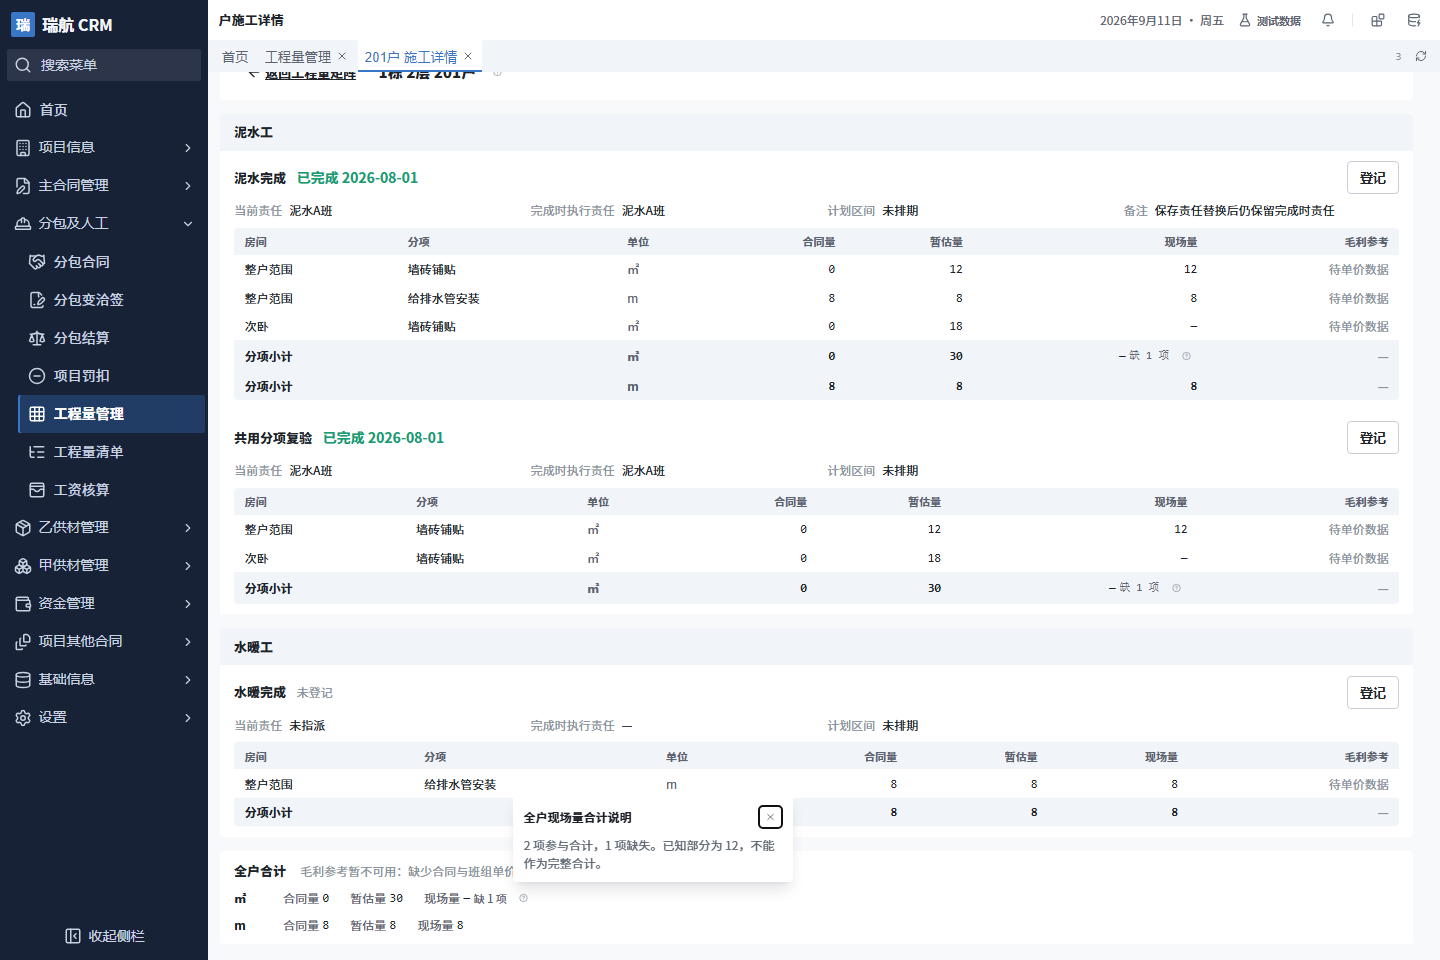 瑞 瑞航 CRM
搜索菜单
首页
项目信息
主合同管理
分包及人工
分包合同
分包变洽签
分包结算
项目罚扣
工程量管理
工程量清单
工资核算
乙供材管理
甲供材管理
资金管理
项目其他合同
基础信息
设置
收起侧栏
户施工详情
2026年9月11日 · 周五 测试数据
首页 工程量管理 201户 施工详情 3
返回工程量矩阵 1栋 2层 201户
泥水工
泥水完成 已完成 2026-08-01 登记
当前责任 泥水A班 完成时执行责任 泥水A班 计划区间 未排期 备注 保存责任替换后仍保留完成时责任
房间 分项 单位 合同量 暂估量 现场量 毛利参考
整户范围 墙砖铺贴 ㎡ 0 12 12 待单价数据
整户范围 给排水管安装 m 8 8 8 待单价数据
次卧 墙砖铺贴 ㎡ 0 18 — 待单价数据
分项小计 ㎡ 0 30 — 缺 1 项 —
分项小计 m 8 8 8 —
共用分项复验 已完成 2026-08-01 登记
当前责任 泥水A班 完成时执行责任 泥水A班 计划区间 未排期
房间 分项 单位 合同量 暂估量 现场量 毛利参考
整户范围 墙砖铺贴 ㎡ 0 12 12 待单价数据
次卧 墙砖铺贴 ㎡ 0 18 — 待单价数据
分项小计 ㎡ 0 30 — 缺 1 项 —
水暖工
水暖完成 未登记 登记
当前责任 未指派 完成时执行责任 — 计划区间 未排期
房间 分项 单位 合同量 暂估量 现场量 毛利参考
整户范围 给排水管安装 m 8 8 8 待单价数据
分项小计 8 8 8 —
全户现场量合计说明
2 项参与合计，1 项缺失。已知部分为 12，不能
作为完整合计。
全户合计 毛利参考暂不可用：缺少合同与班组单价
㎡ 合同量 0 暂估量 30 现场量 — 缺 1 项
m 合同量 8 暂估量 8 现场量 8